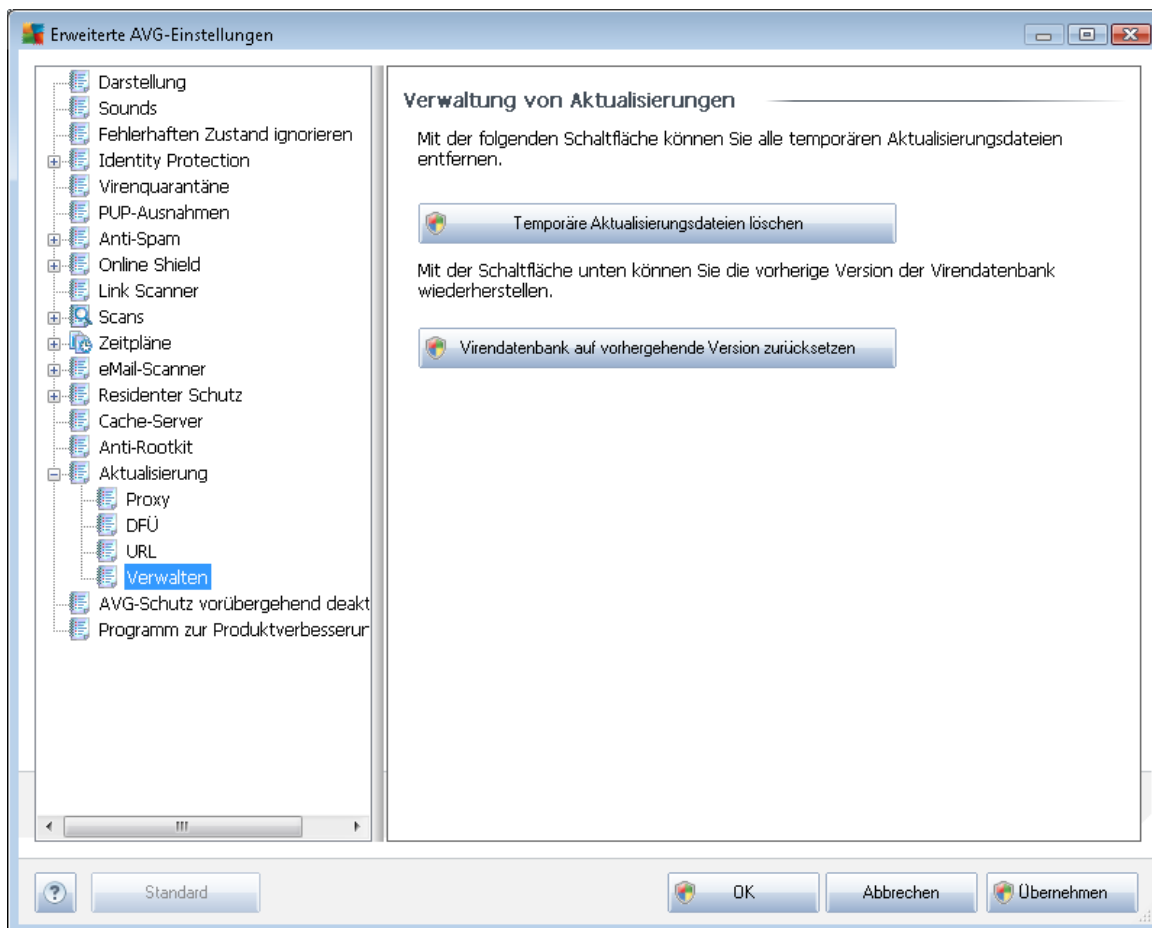 Erweiterte AVG-Einstellungen
Darstellung
Sounds
Fehlerhaften Zustand ignorieren
Identity Protection
Virenquarantäne
PUP-Ausnahmen
Anti-Spam
Online Shield
Link Scanner
Scans
Zeitpläne
eMail-Scanner
Residenter Schutz
Cache-Server
Anti-Rootkit
Aktualisierung
Proxy
DFÜ
URL
Verwalten
AVG-Schutz vorübergehend deakt
Programm zur Produktverbesserur
Verwaltung von Aktualisierungen
Mit der folgenden Schaltfläche können Sie alle temporären Aktualisierungsdateien
entfernen.
Temporäre Aktualisierungsdateien löschen
Mit der Schaltfläche unten können Sie die vorherige Version der Virendatenbank
wiederherstellen.
Virendatenbank auf vorhergehende Version zurücksetzen
?
Standard
OK
Abbrechen
Übernehmen